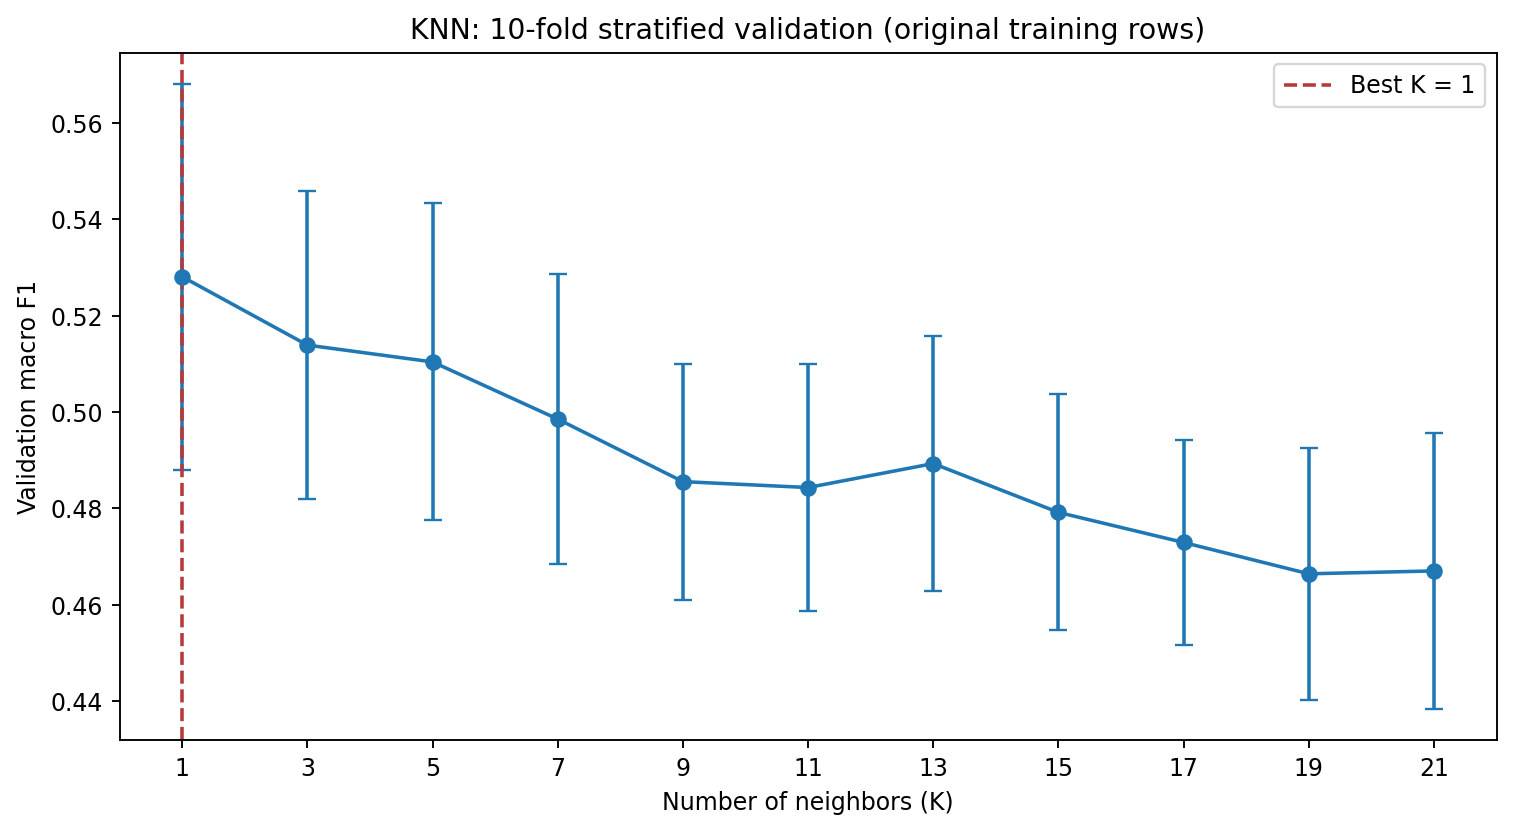 KNN: 10-fold stratified validation (original training rows)
Best K = 1
Validation macro F1
0.56
0.54
0.52
0.50
0.48
0.46
0.44
1 3 5 7 9 11 13 15 17 19 21
Number of neighbors (K)